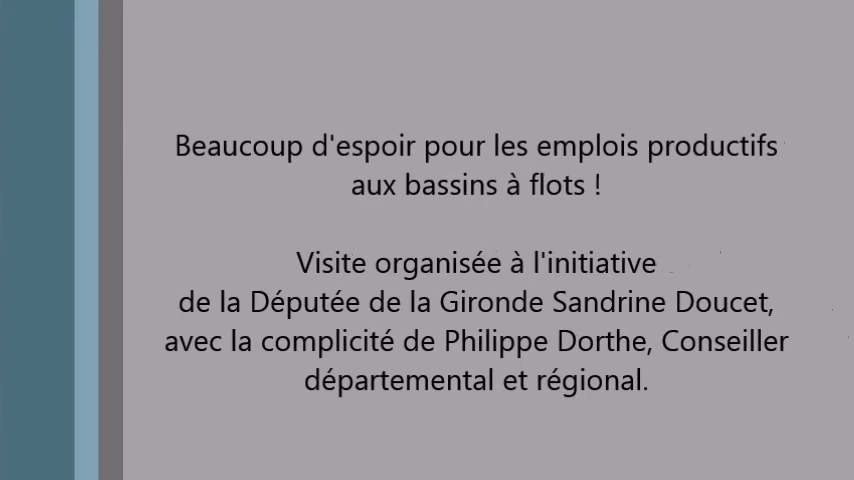 Beaucoup d'espoir pour les emplois productifs
aux bassins à flots !
Visite organisée à l'initiative
de la Députée de la Gironde Sandrine Doucet,
avec la complicité de Philippe Dorthe, Conseiller
départemental et régional.